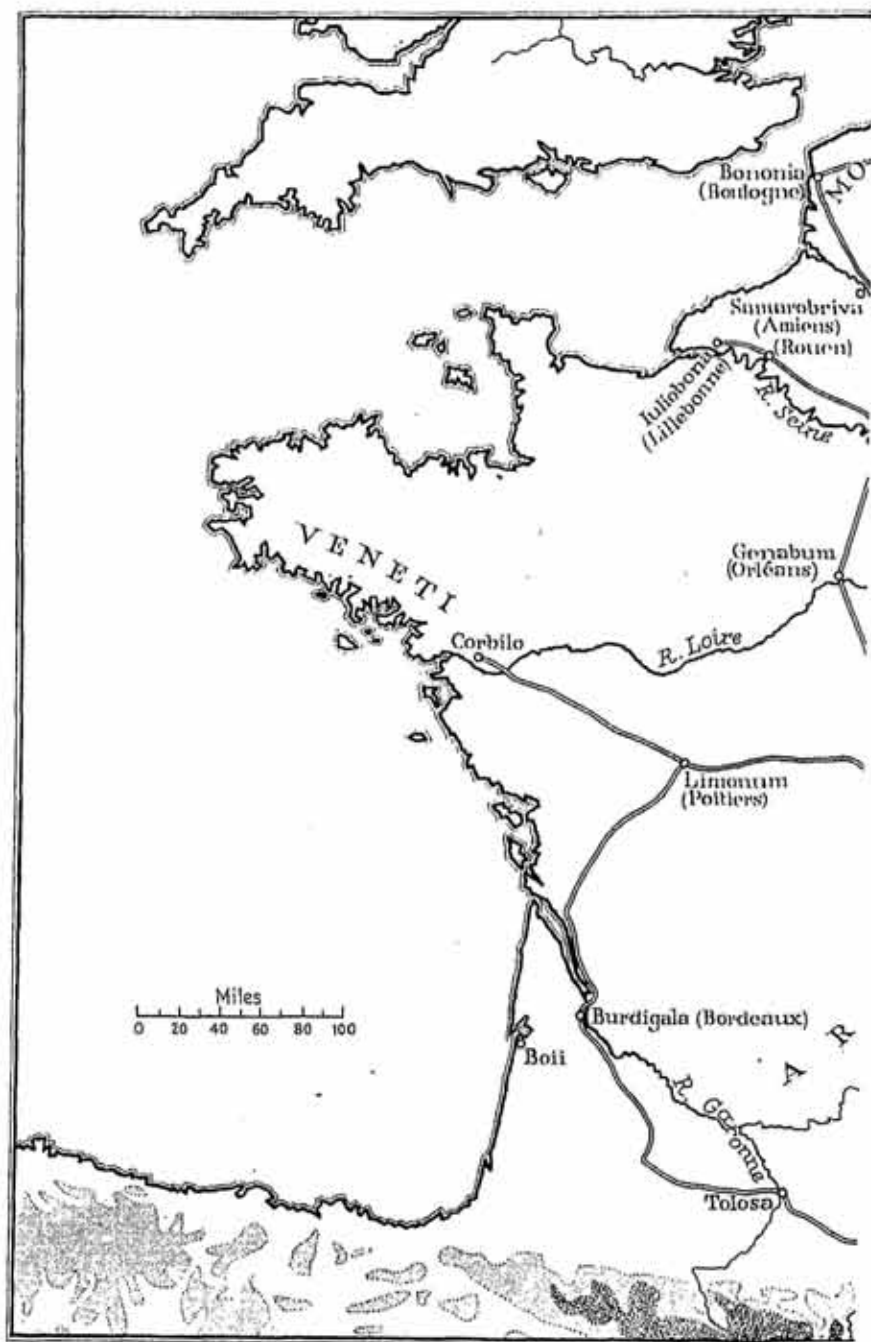 Bononia
(Boulogne)
MO
Samarobriva
(Amiens)
(Rouen)
Iuliobona
(Lillebonne)
R. Seine
VENETI
Genabum
(Orléans)
Corbilo
R. Loire
Limonum
(Poitiers)
Miles
0 20 40 60 80 100
Burdigala (Bordeaux)
Boii
A R
R. Garonne
Tolosa